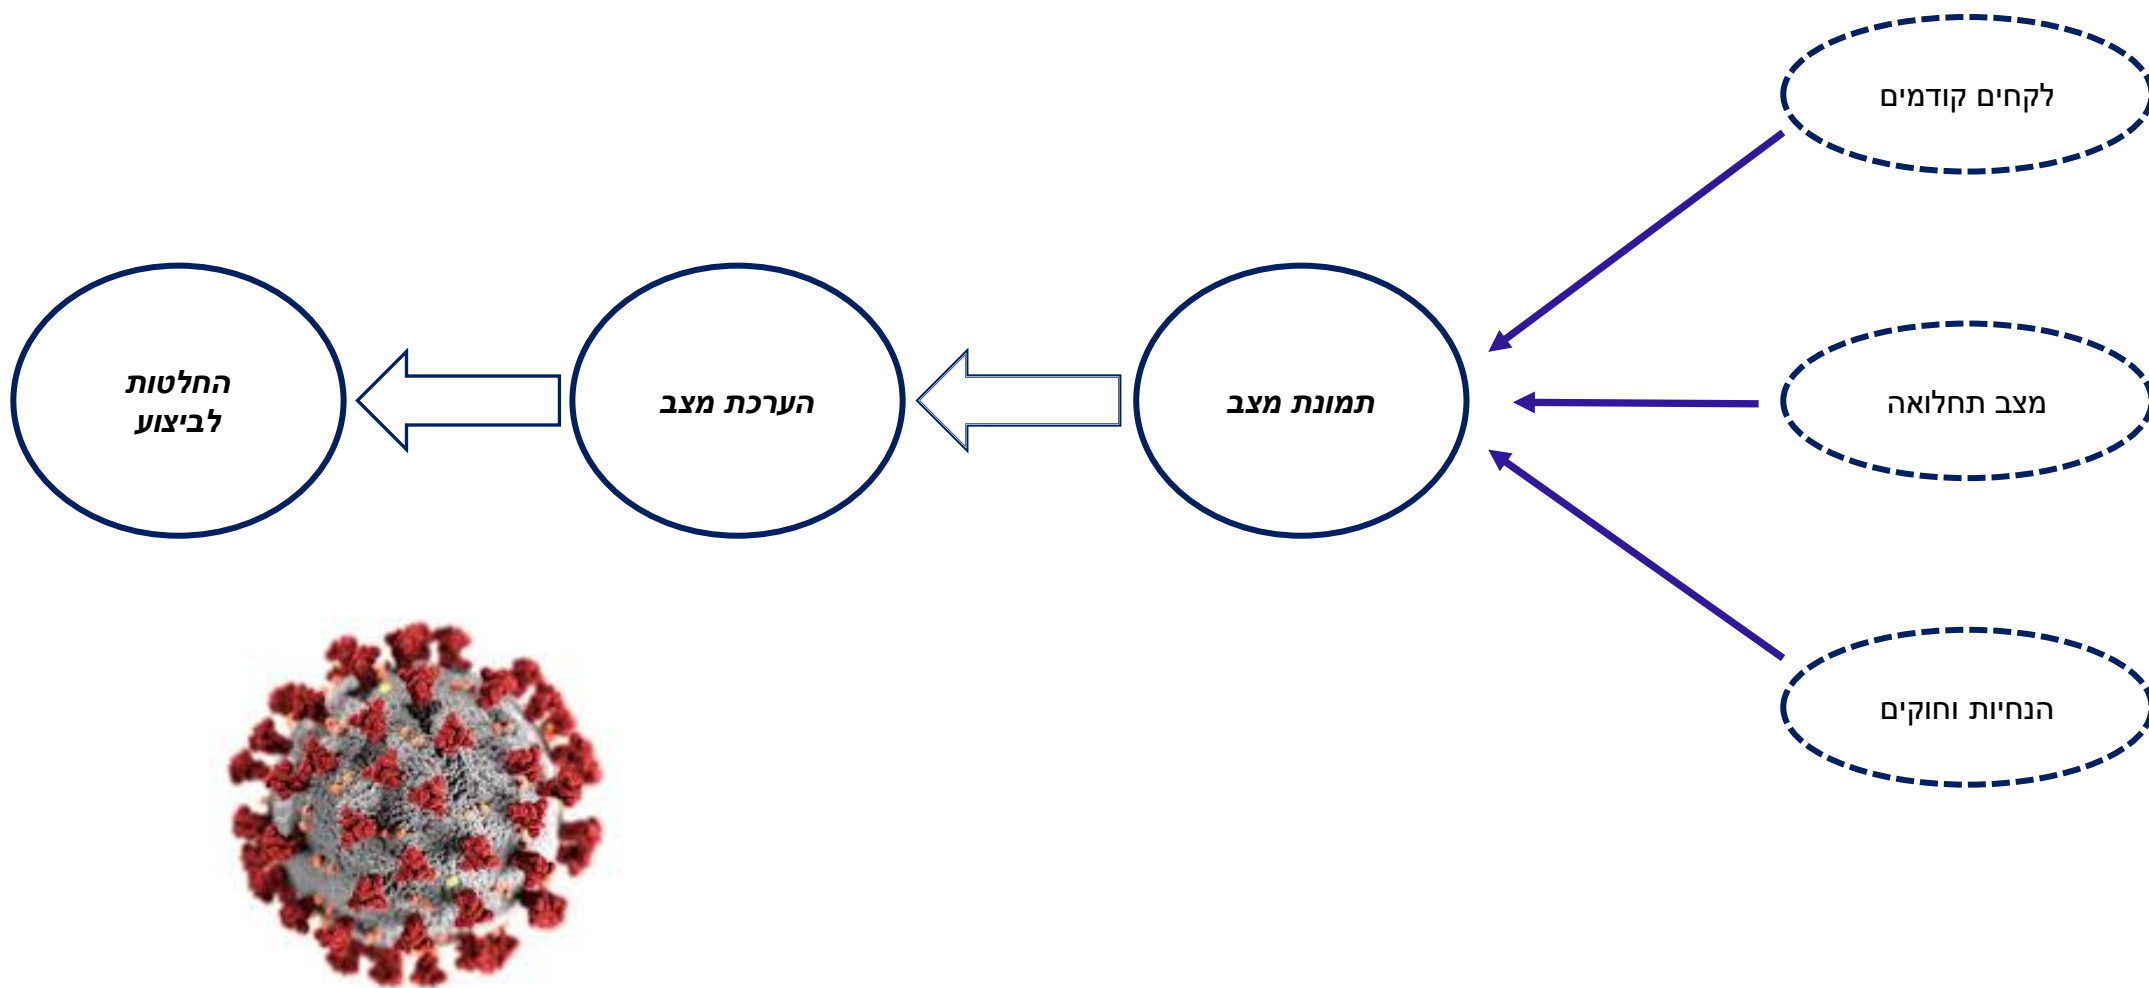 לקחים קודמים
מצב תחלואה
הנחיות וחוקים
תמונת מצב
הערכת מצב
החלטות
לביצוע